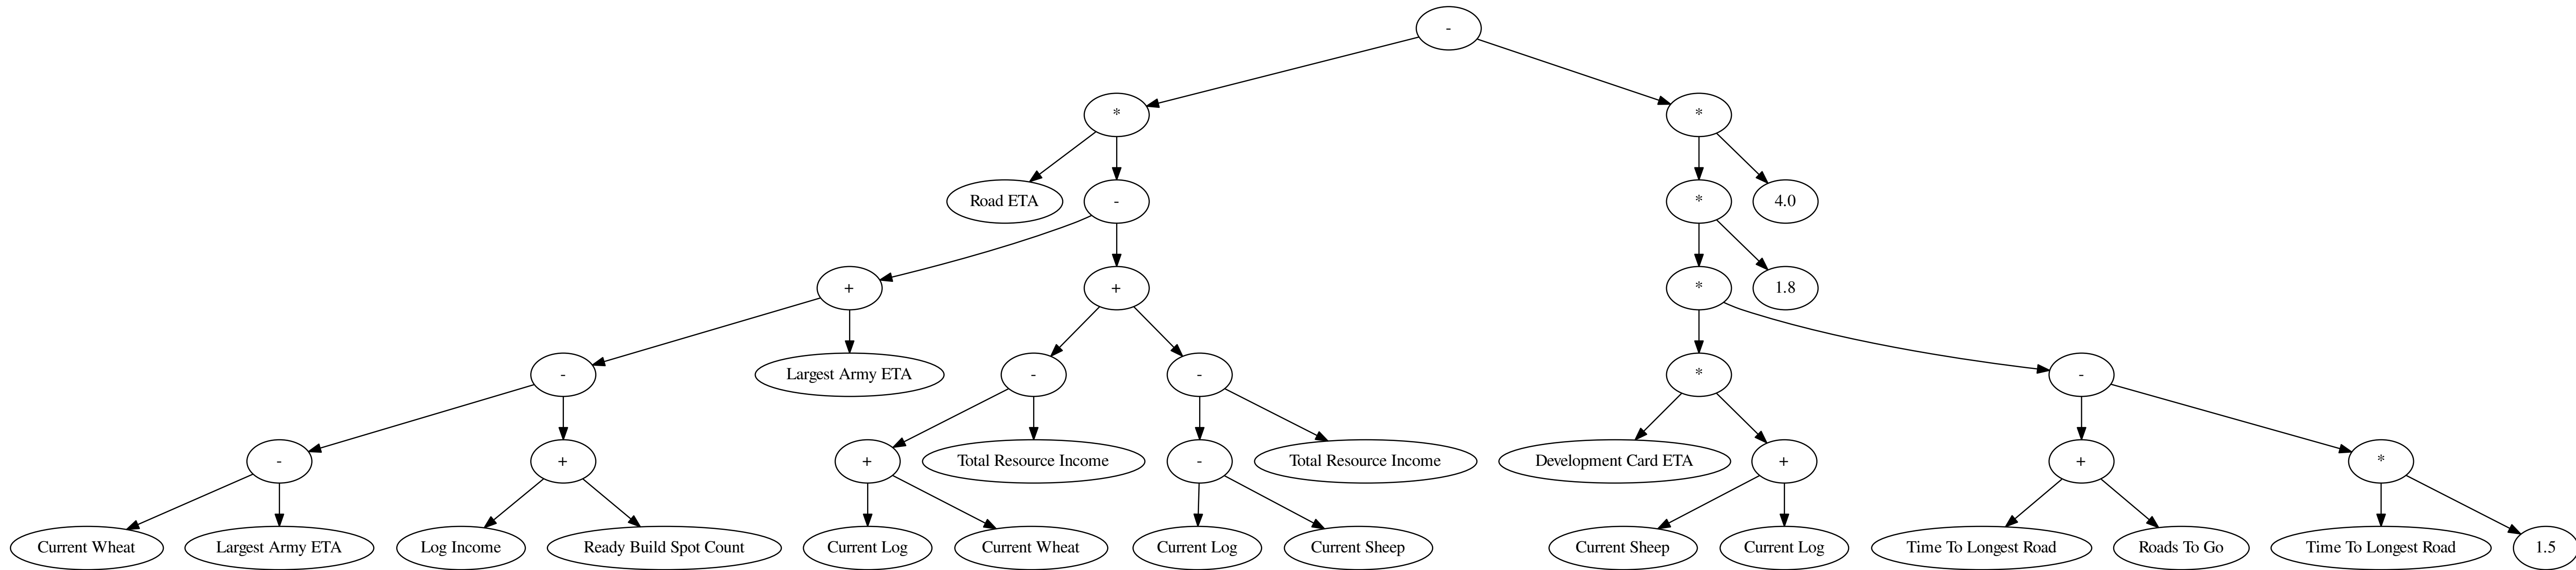 -
*
*
Road ETA
-
*
4.0
+
+
*
1.8
-
Largest Army ETA
-
-
*
-
-
+
+
Total Resource Income
-
Total Resource Income
Development Card ETA
+
+
*
Current Wheat
Largest Army ETA
Log Income
Ready Build Spot Count
Current Log
Current Wheat
Current Log
Current Sheep
Current Sheep
Current Log
Time To Longest Road
Roads To Go
Time To Longest Road
1.5